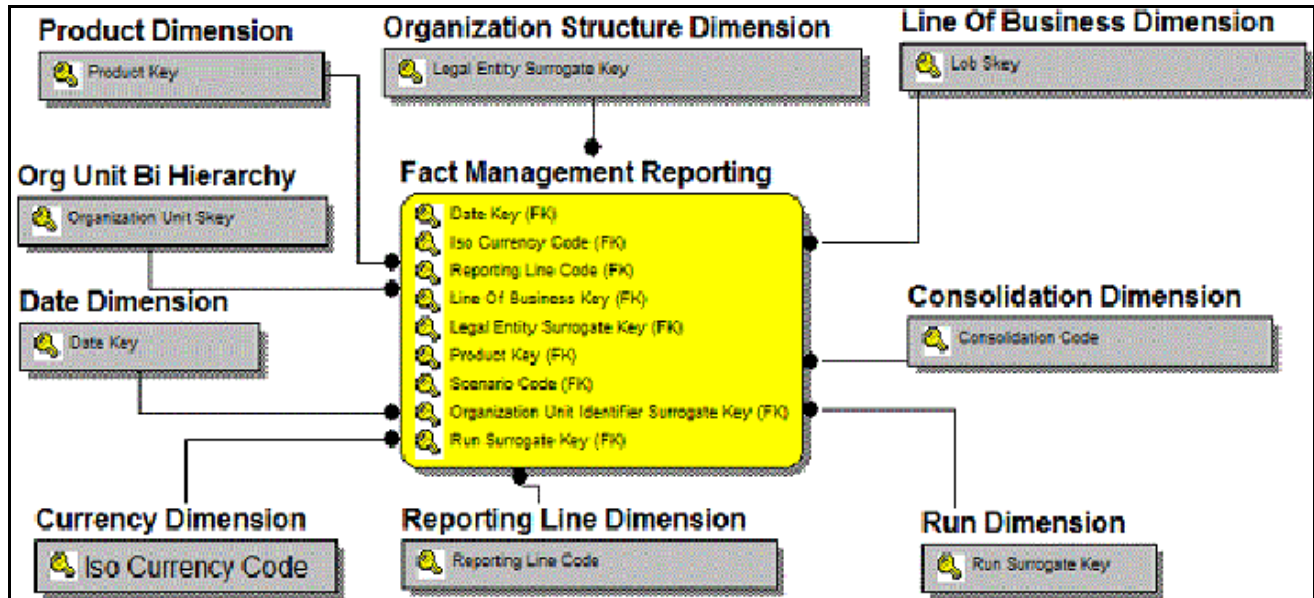 Product Dimension
Product Key
Organization Structure Dimension
Legal Entity Surrogate Key
Line Of Business Dimension
Lob Skey
Org Unit Bi Hierarchy
Organization Unit Skey
Fact Management Reporting
Date Key (FK)
Iso Currency Code (FK)
Reporting Line Code (FK)
Line Of Business Key (FK)
Legal Entity Surrogate Key (FK)
Product Key (FK)
Scenario Code (FK)
Organization Unit Identifier Surrogate Key (FK)
Run Surrogate Key (FK)
Date Dimension
Date Key
Consolidation Dimension
Consolidation Code
Currency Dimension
Iso Currency Code
Reporting Line Dimension
Reporting Line Code
Run Dimension
Run Surrogate Key